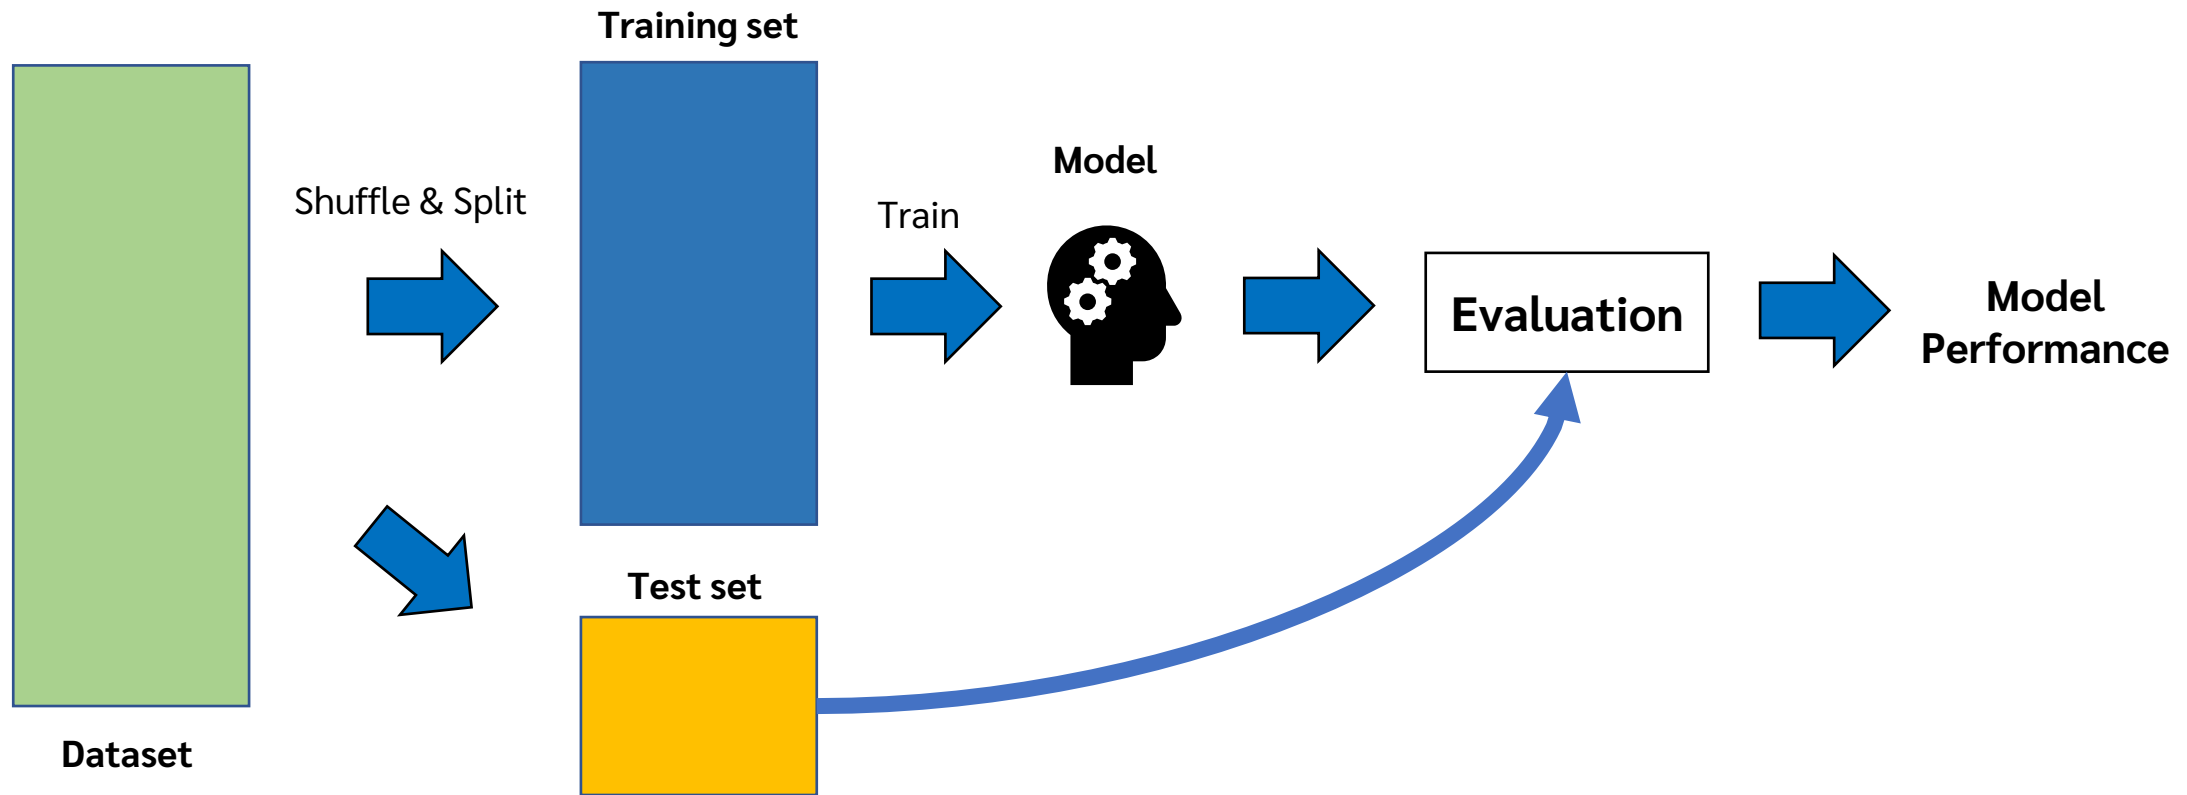 Training set
Shuffle & Split
Train
Model
Evaluation
Model
Performance
Test set
Dataset